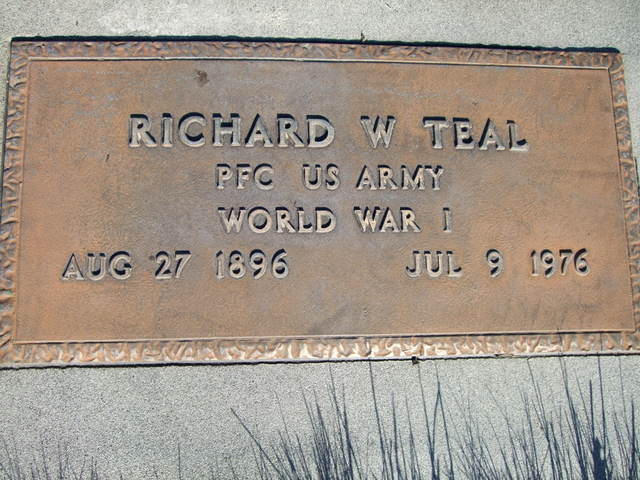 RICHARD W TEAL
PFC US ARMY
WORLD WAR I
AUG 27 1896 JUL 9 1976